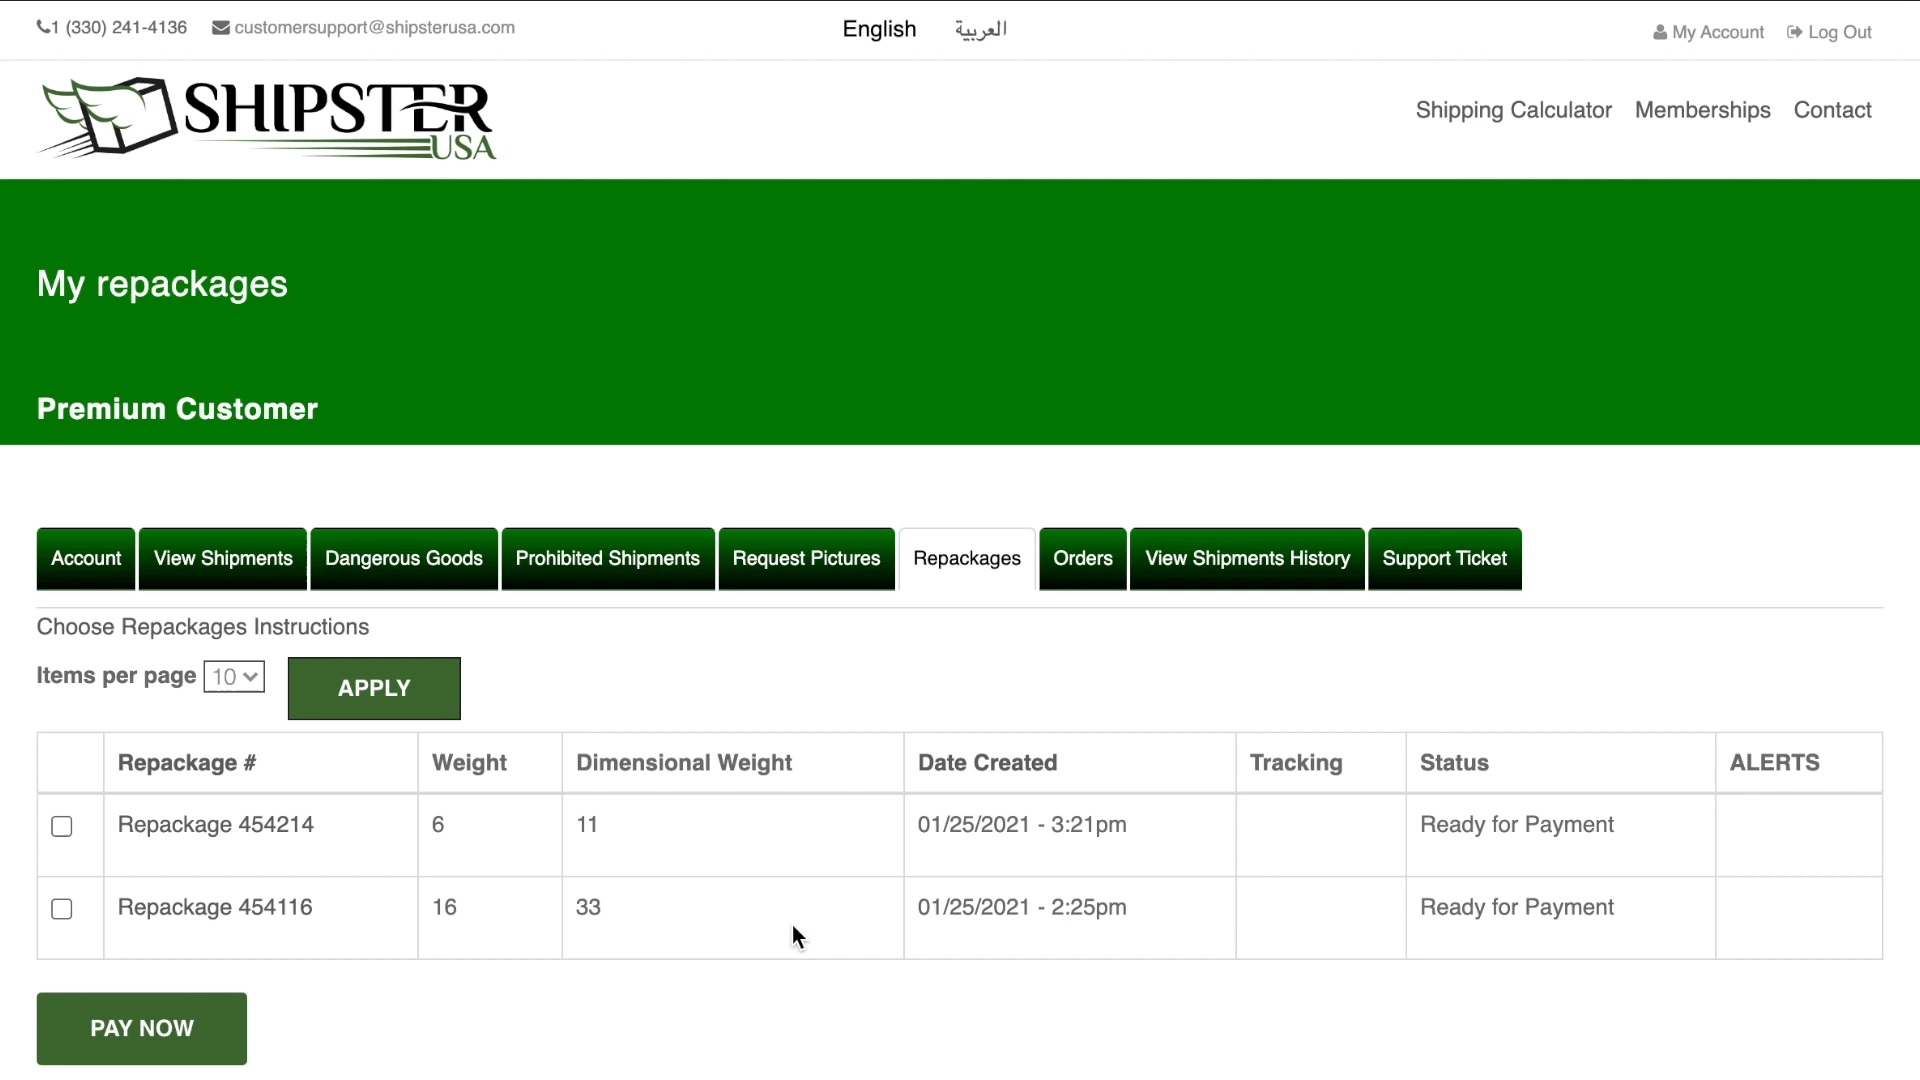 1 (330) 241-4136 customersupport@shipsterusa.com English العربية My Account Log Out
SHIPSTER
USA
Shipping Calculator Memberships Contact
My repackages
Premium Customer
Account View Shipments Dangerous Goods Prohibited Shipments Request Pictures Repackages Orders View Shipments History Support Ticket
Choose Repackages Instructions
Items per page 10 APPLY
Repackage # Weight Dimensional Weight Date Created Tracking Status ALERTS
Repackage 454214 6 11 01/25/2021 - 3:21pm Ready for Payment
Repackage 454116 16 33 01/25/2021 - 2:25pm Ready for Payment
PAY NOW